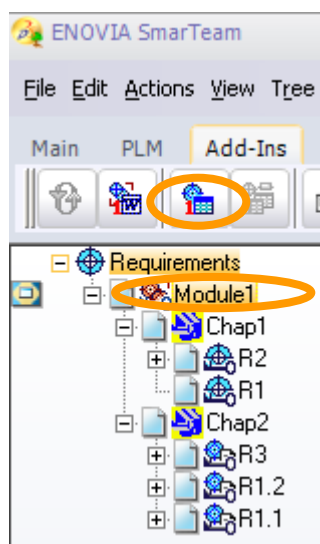 ENOVIA SmarTeam
File Edit Actions View Tree
Main PLM Add-Ins
Requirements
Module1
Chap1
R2
R1
Chap2
R3
R1.2
R1.1